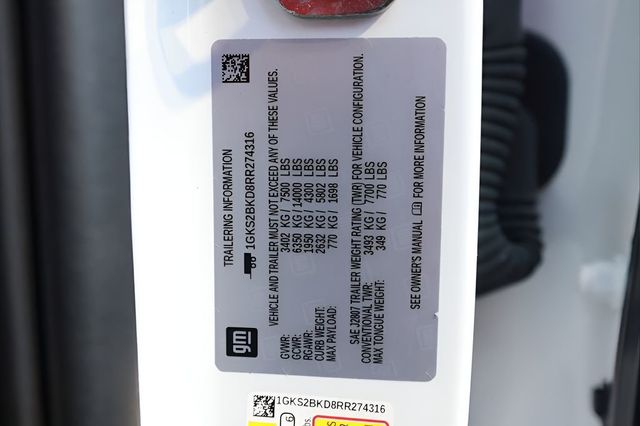 TRAILERING INFORMATION
1GKS2BKD8RR274316
gm
VEHICLE AND TRAILER MUST NOT EXCEED ANY OF THESE VALUES.
GVWR: 3402 KG/ 7500 LBS
GCWR: 6350 KG/ 14000 LBS
RGAWR: 1950 KG/ 4300 LBS
CURB WEIGHT: 2632 KG/ 5802 LBS
MAX PAYLOAD: 770 KG/ 1698 LBS
SAE J2807 TRAILER WEIGHT RATING (TWR) FOR VEHICLE CONFIGURATION.
CONVENTIONAL TWR: 3493 KG/ 7700 LBS
MAX TONGUE WEIGHT: 349 KG/ 770 LBS
SEE OWNER'S MANUAL FOR MORE INFORMATION
1GKS2BKD8RR274316